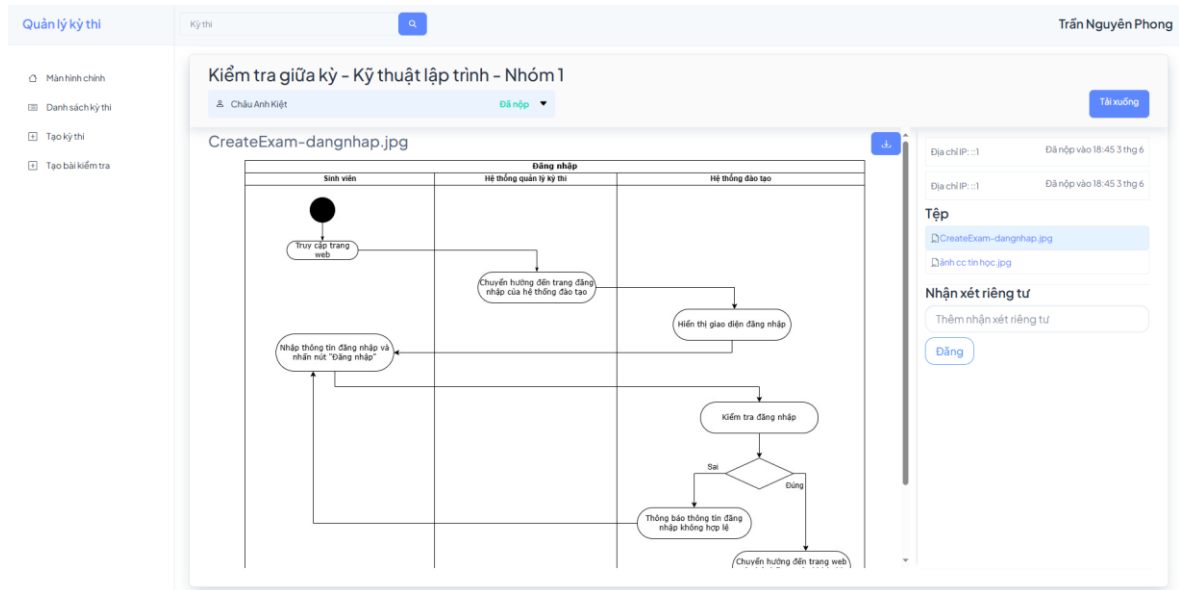 Quản lý kỳ thi
Kỳ thi
Trần Nguyên Phong
Màn hình chính
Danh sách kỳ thi
Tạo kỳ thi
Tạo bài kiểm tra
Kiểm tra giữa kỳ - Kỹ thuật lập trình - Nhóm 1
Châu Anh Kiệt
Đã nộp
Tải xuống
CreateExam-dangnhap.jpg
Đăng nhập
Sinh viên
Hệ thống quản lý kỳ thi
Hệ thống đào tạo
Truy cập trang
web
Chuyển hướng đến trang đăng
nhập của hệ thống đào tạo
Hiển thị giao diện đăng nhập
Nhập thông tin đăng nhập và
nhấn nút "Đăng nhập"
Kiểm tra đăng nhập
Sai
Đúng
Thông báo thông tin đăng
nhập không hợp lệ
Chuyển hướng đến trang web
Địa chỉ IP: ::1
Đã nộp vào 18:45 3 thg 6
Địa chỉ IP: ::1
Đã nộp vào 18:45 3 thg 6
Tệp
CreateExam-dangnhap.jpg
ảnh cc tin học.jpg
Nhận xét riêng tư
Thêm nhận xét riêng tư
Đăng